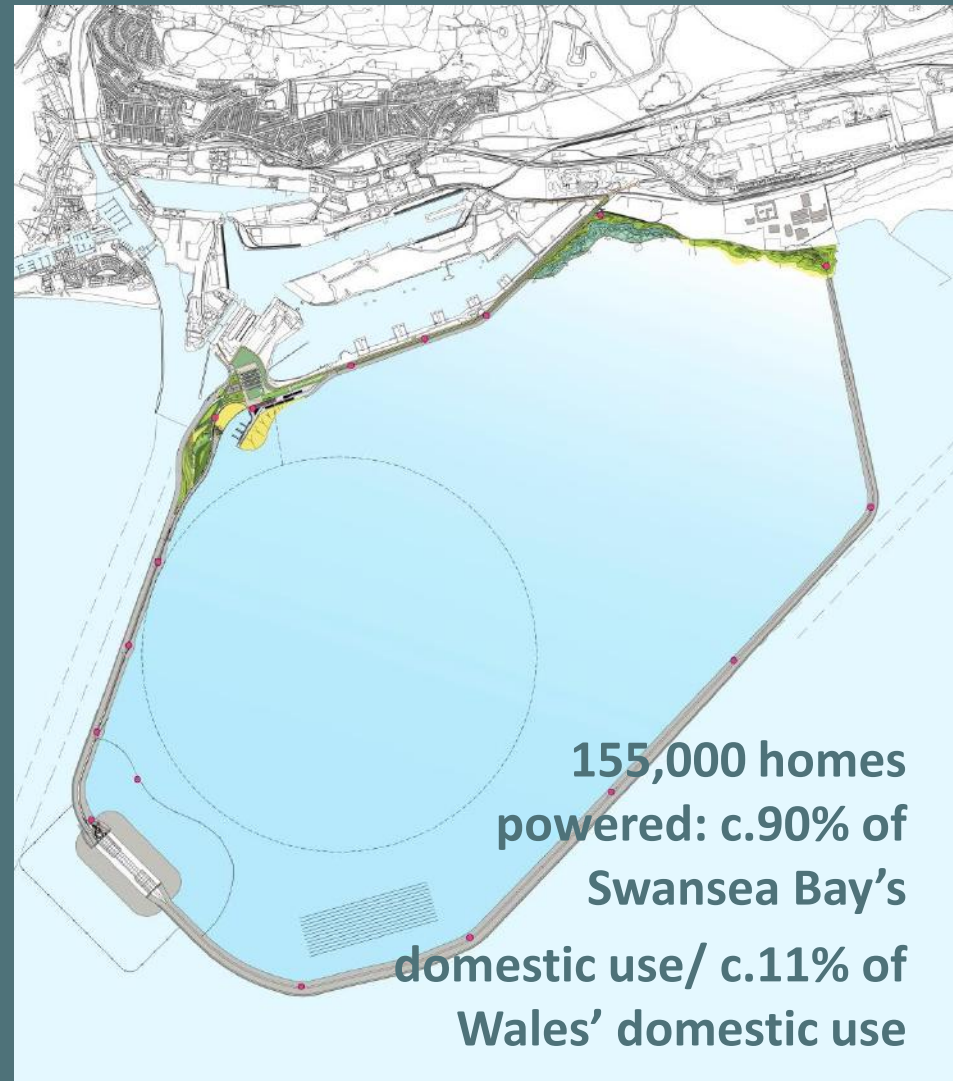 155,000 homes
powered: c.90% of
Swansea Bay’s
domestic use/ c.11% of
Wales’ domestic use